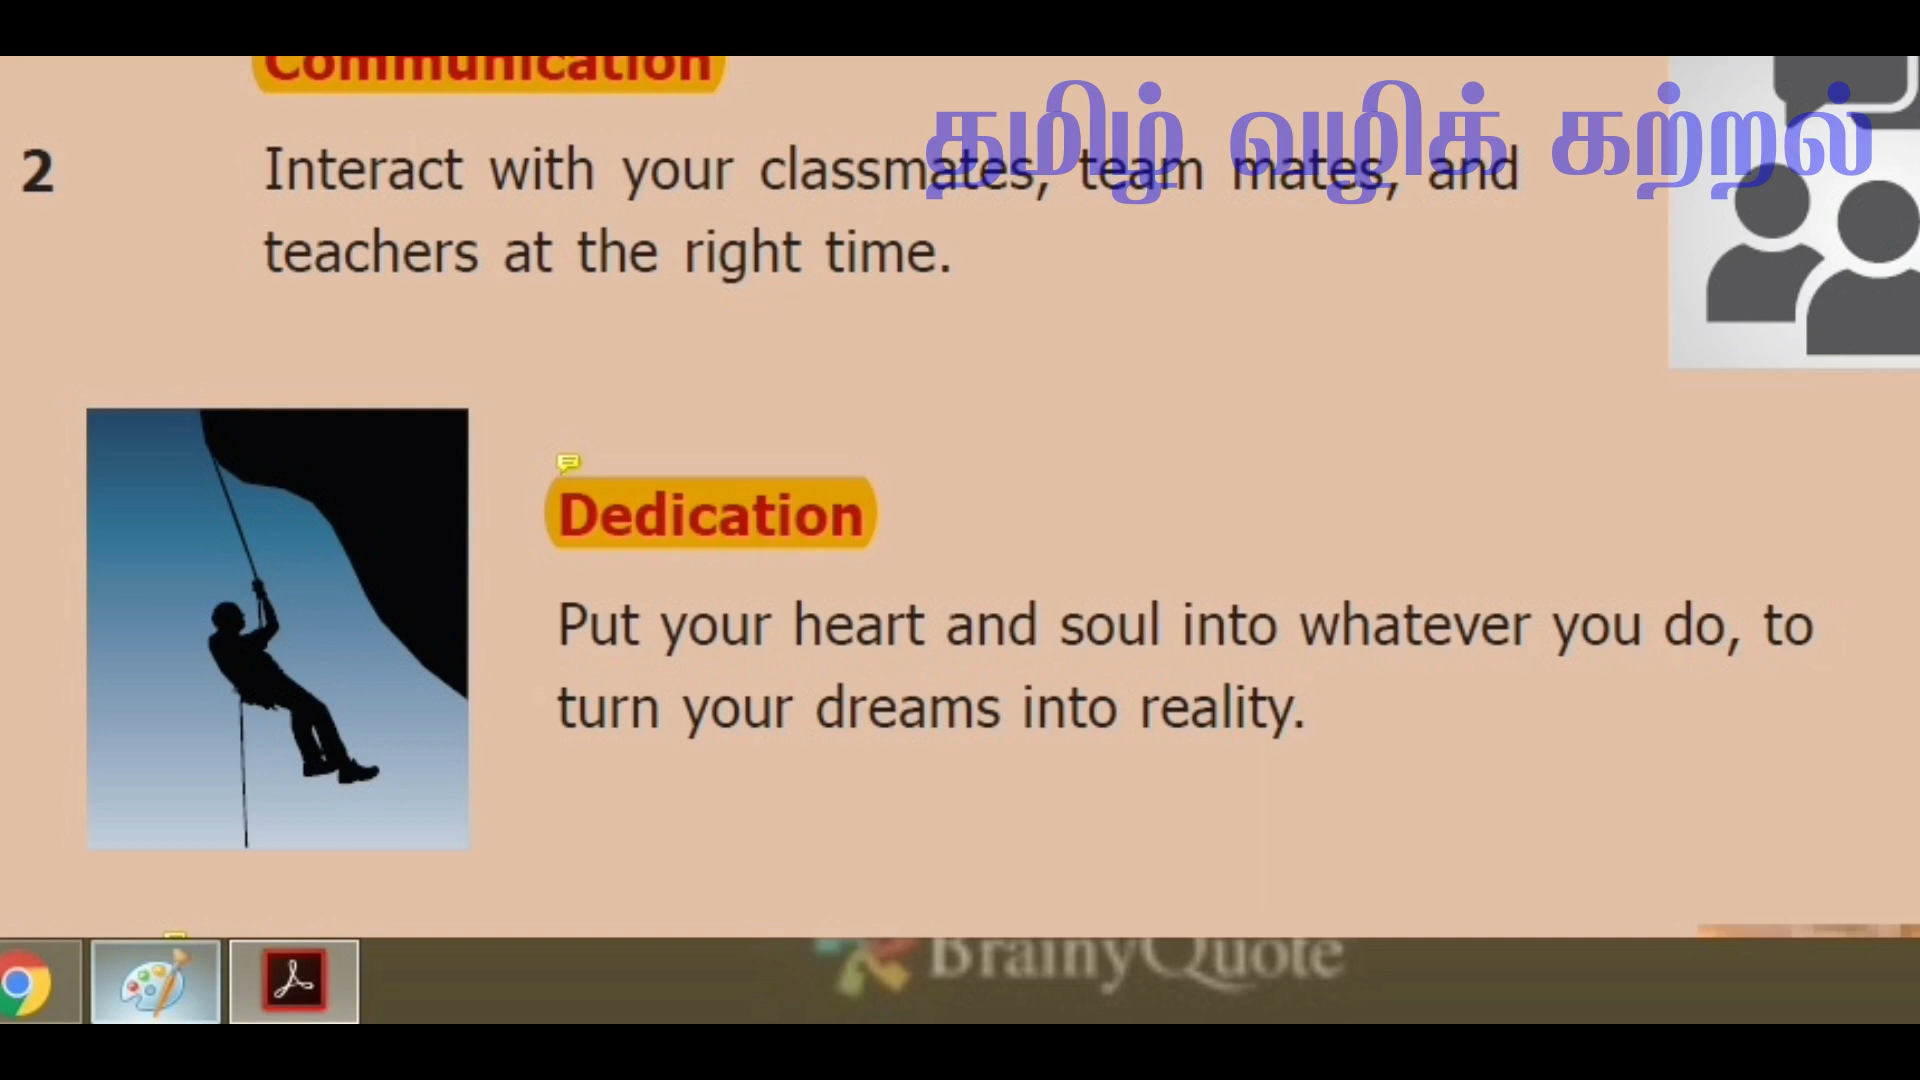 Communication
தமிழ் வழிக் கற்றல்
2
Interact with your classmates, team mates, and
teachers at the right time.
Dedication
Put your heart and soul into whatever you do, to
turn your dreams into reality.
BrainyQuote